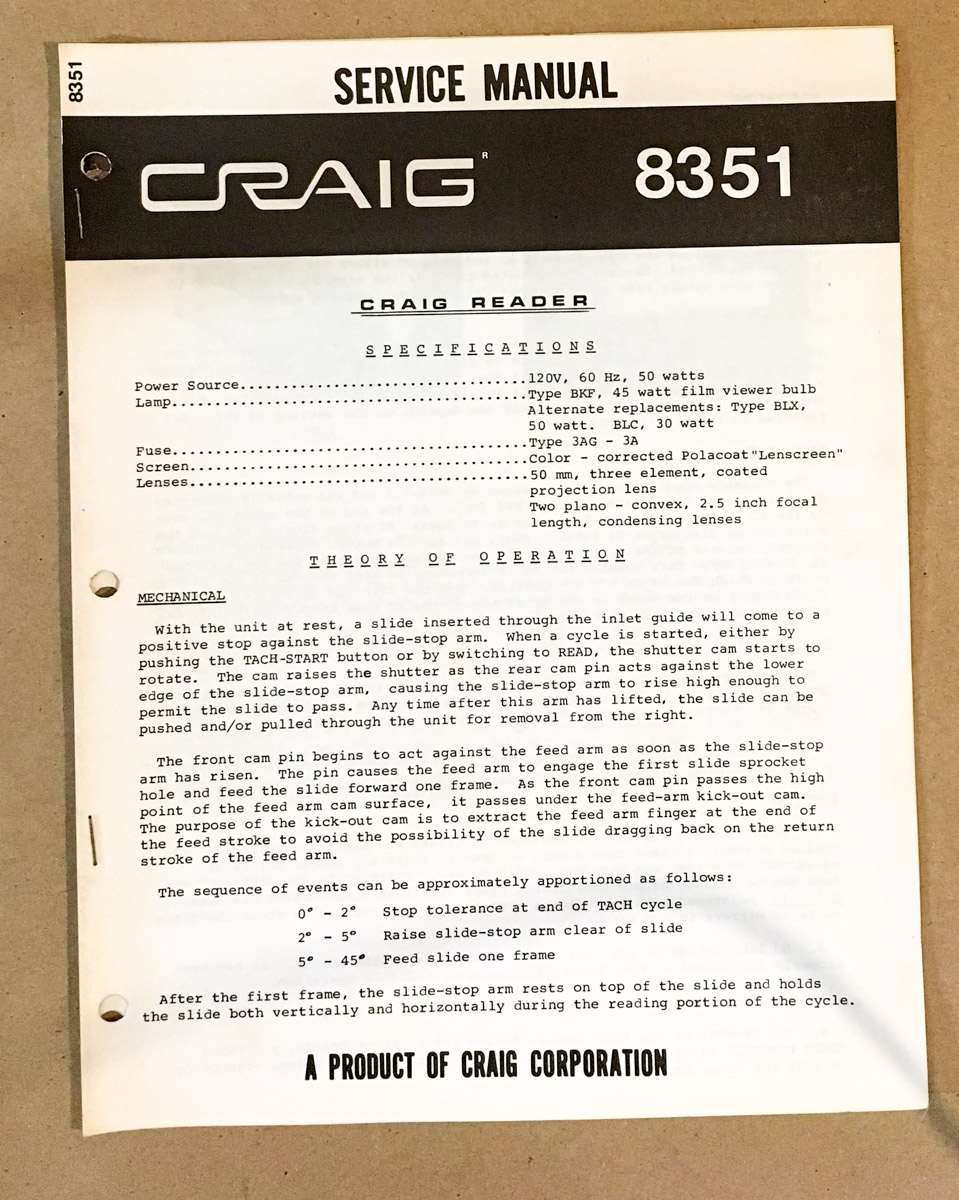 8351
SERVICE MANUAL
CRAIG R
8351
CRAIG READER
SPECIFICATIONS
Power Source.................................120V, 60 Hz, 50 watts
Lamp.........................................Type BKF, 45 watt film viewer bulb
Alternate replacements: Type BLX,
50 watt.  BLC, 30 watt
Fuse.........................................Type 3AG - 3A
Screen.......................................Color - corrected Polacoat"Lenscreen"
Lenses.......................................50 mm, three element, coated
projection lens
Two plano - convex, 2.5 inch focal
length, condensing lenses
THEORY OF OPERATION
MECHANICAL
With the unit at rest, a slide inserted through the inlet guide will come to a
positive stop against the slide-stop arm.  When a cycle is started, either by
pushing the TACH-START button or by switching to READ, the shutter cam starts to
rotate.  The cam raises the shutter as the rear cam pin acts against the lower
edge of the slide-stop arm,  causing the slide-stop arm to rise high enough to
permit the slide to pass.  Any time after this arm has lifted, the slide can be
pushed and/or pulled through the unit for removal from the right.
The front cam pin begins to act against the feed arm as soon as the slide-stop
arm has risen.  The pin causes the feed arm to engage the first slide sprocket
hole and feed the slide forward one frame.  As the front cam pin passes the high
point of the feed arm cam surface,  it passes under the feed-arm kick-out cam.
The purpose of the kick-out cam is to extract the feed arm finger at the end of
the feed stroke to avoid the possibility of the slide dragging back on the return
stroke of the feed arm.
The sequence of events can be approximately apportioned as follows:
0° - 2°   Stop tolerance at end of TACH cycle
2° - 5°   Raise slide-stop arm clear of slide
5° - 45°  Feed slide one frame
After the first frame, the slide-stop arm rests on top of the slide and holds
the slide both vertically and horizontally during the reading portion of the cycle.
A PRODUCT OF CRAIG CORPORATION